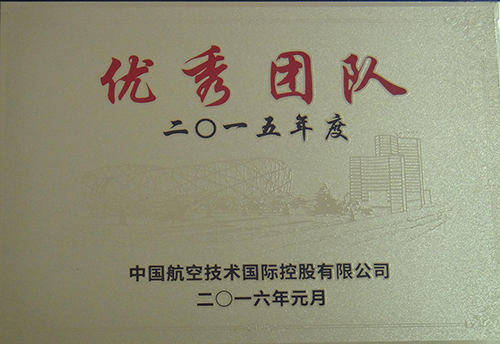 优秀团队
二〇一五年度
中国航空技术国际控股有限公司
二〇一六年元月